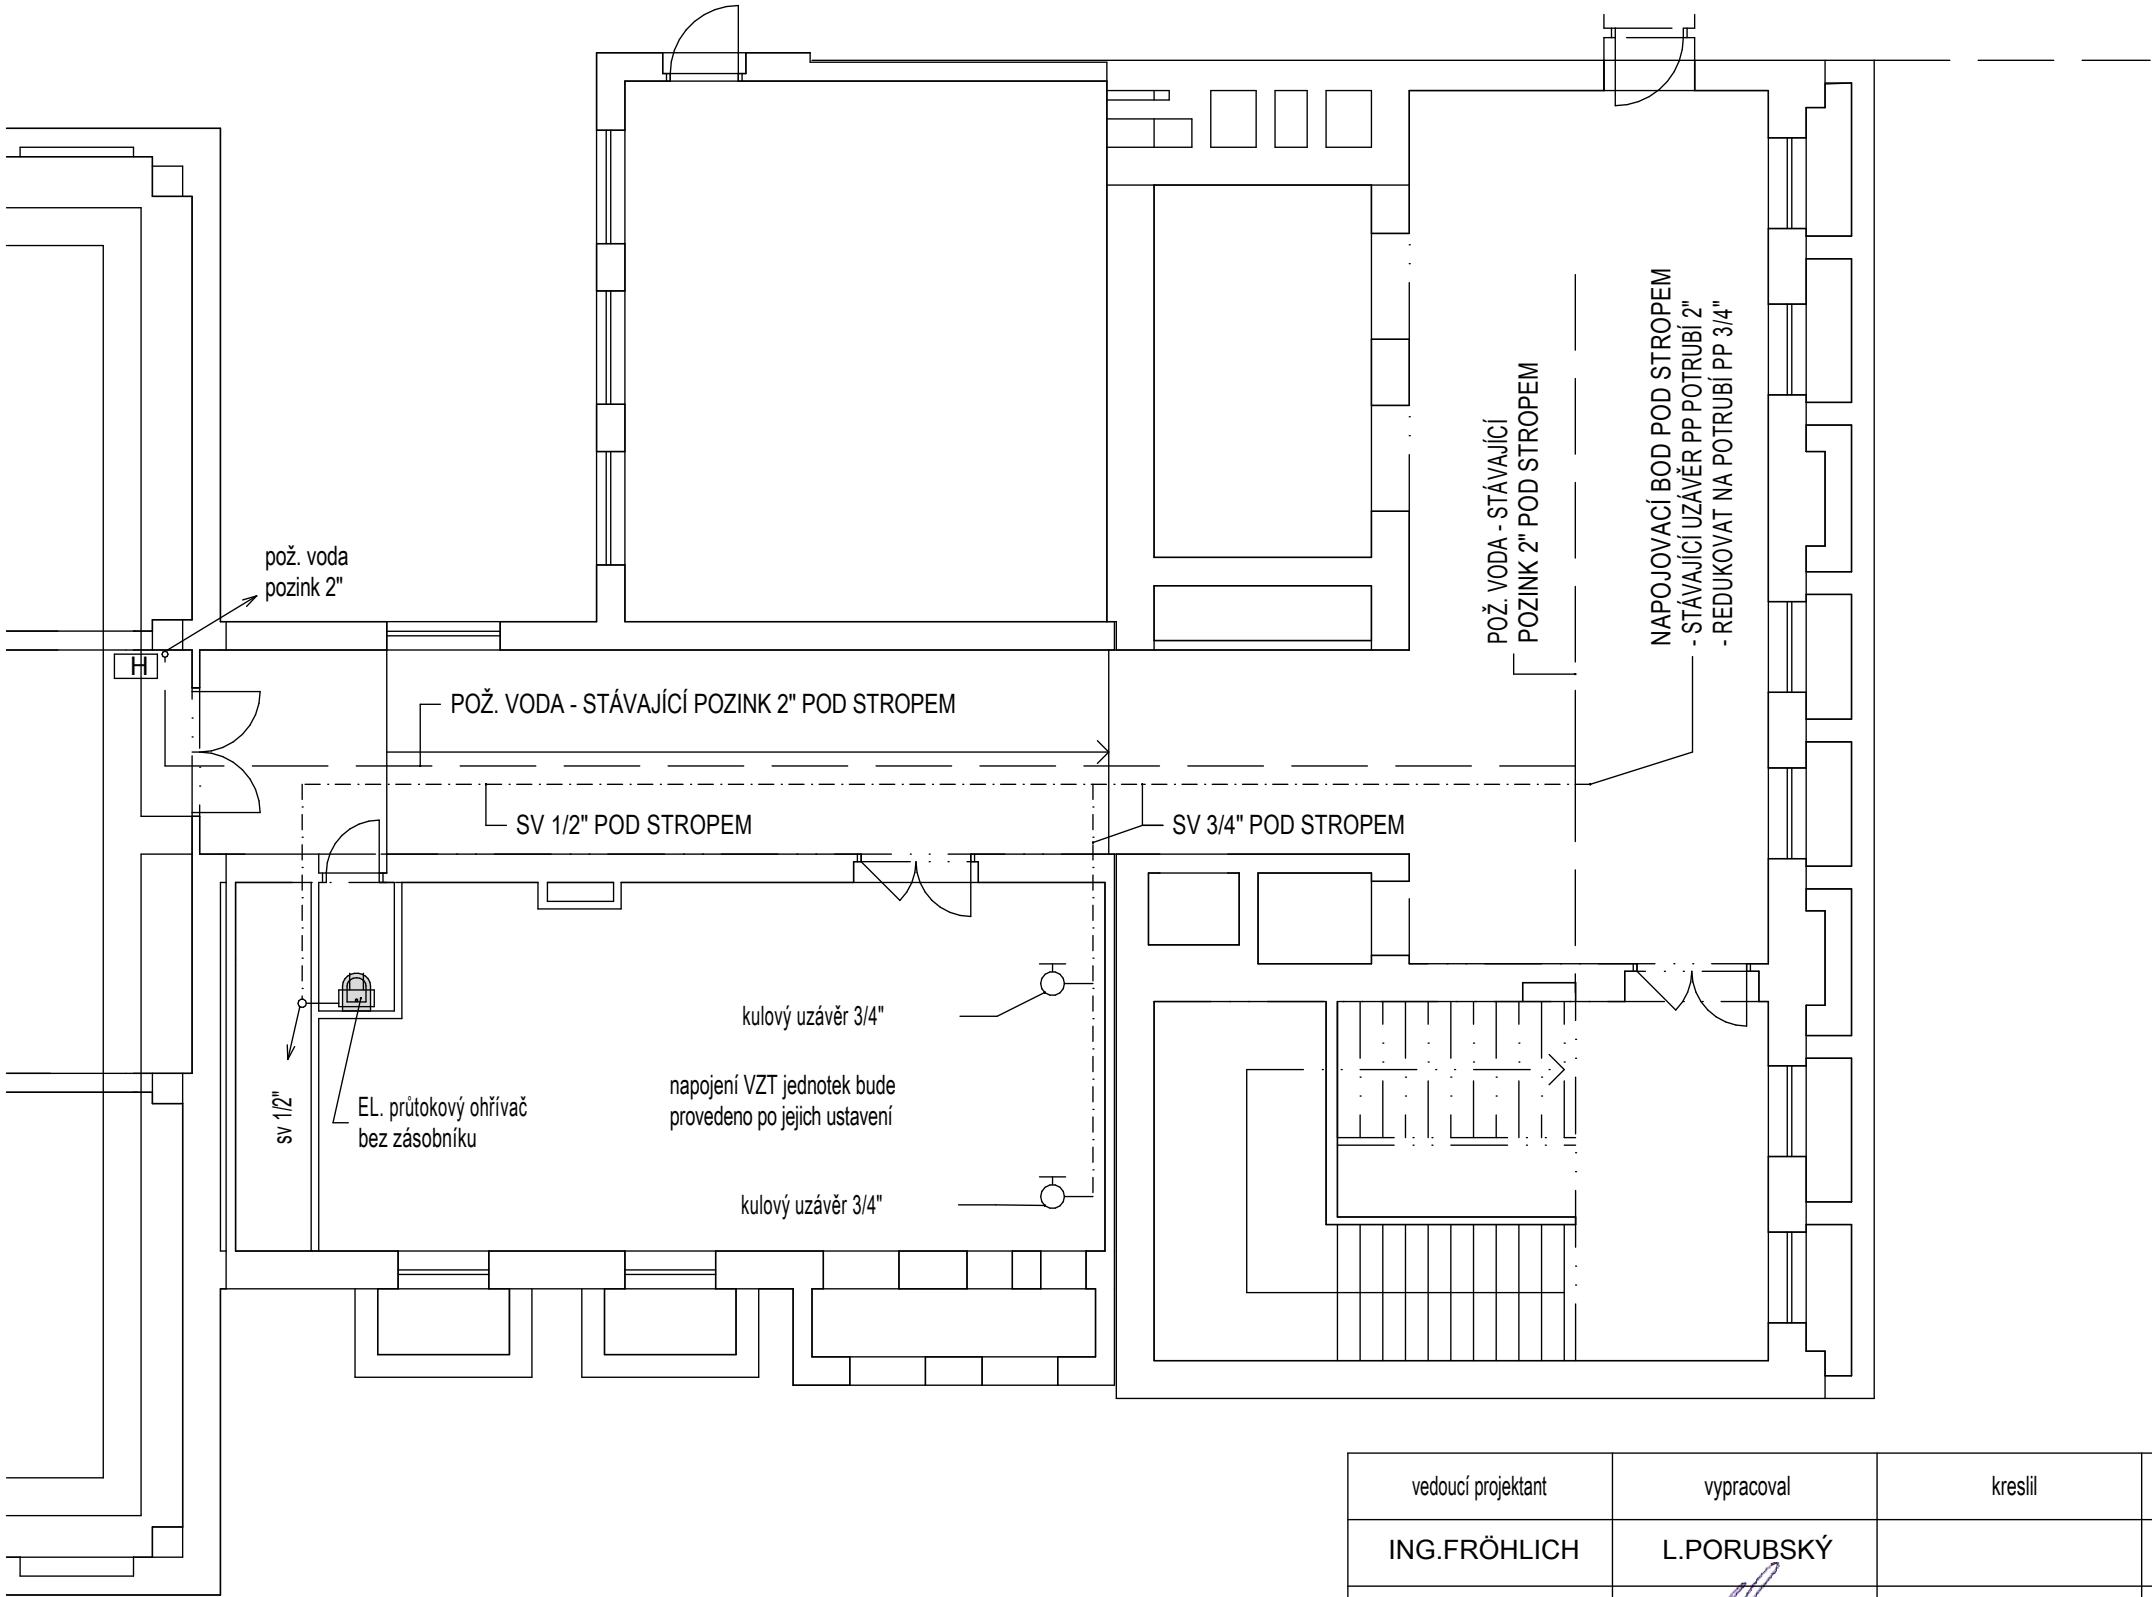 pož. voda
pozink 2"
H
POŽ. VODA - STÁVAJÍCÍ POZINK 2" POD STROPEM
POŽ. VODA - STÁVAJÍCÍ
POZINK 2" POD STROPEM
NAPOJOVACÍ BOD POD STROPEM
- STÁVAJÍCÍ UZÁVĚR PP POTRUBÍ 2"
- REDUKOVAT NA POTRUBÍ PP 3/4"
SV 1/2" POD STROPEM
SV 3/4" POD STROPEM
kulový uzávěr 3/4"
napojení VZT jednotek bude
provedeno po jejich ustavení
sv 1/2"
EL. průtokový ohřívač
bez zásobníku
kulový uzávěr 3/4"
vedoucí projektant
vypracoval
kreslil
ING.FRÖHLICH
L.PORUBSKÝ